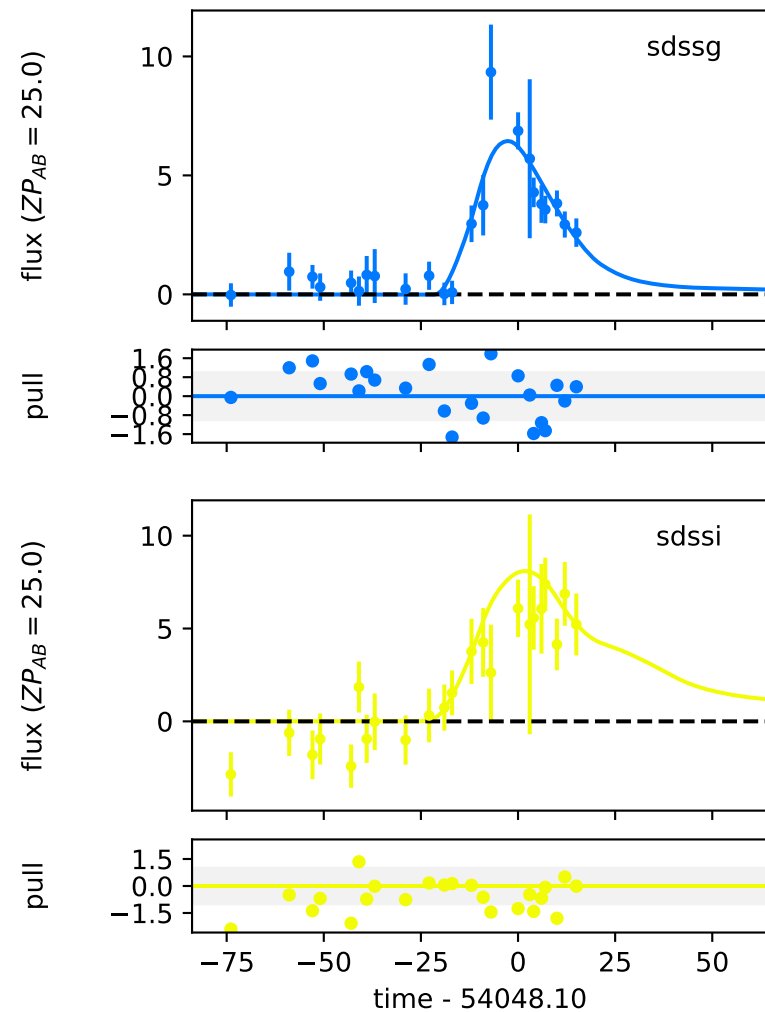 sdssg
flux (ZP_AB = 25.0)
10
5
0
pull
1.6
0.8
0.0
−0.8
−1.6
sdssi
flux (ZP_AB = 25.0)
10
5
0
pull
1.5
0.0
−1.5
−75 −50 −25 0 25 50
time - 54048.10